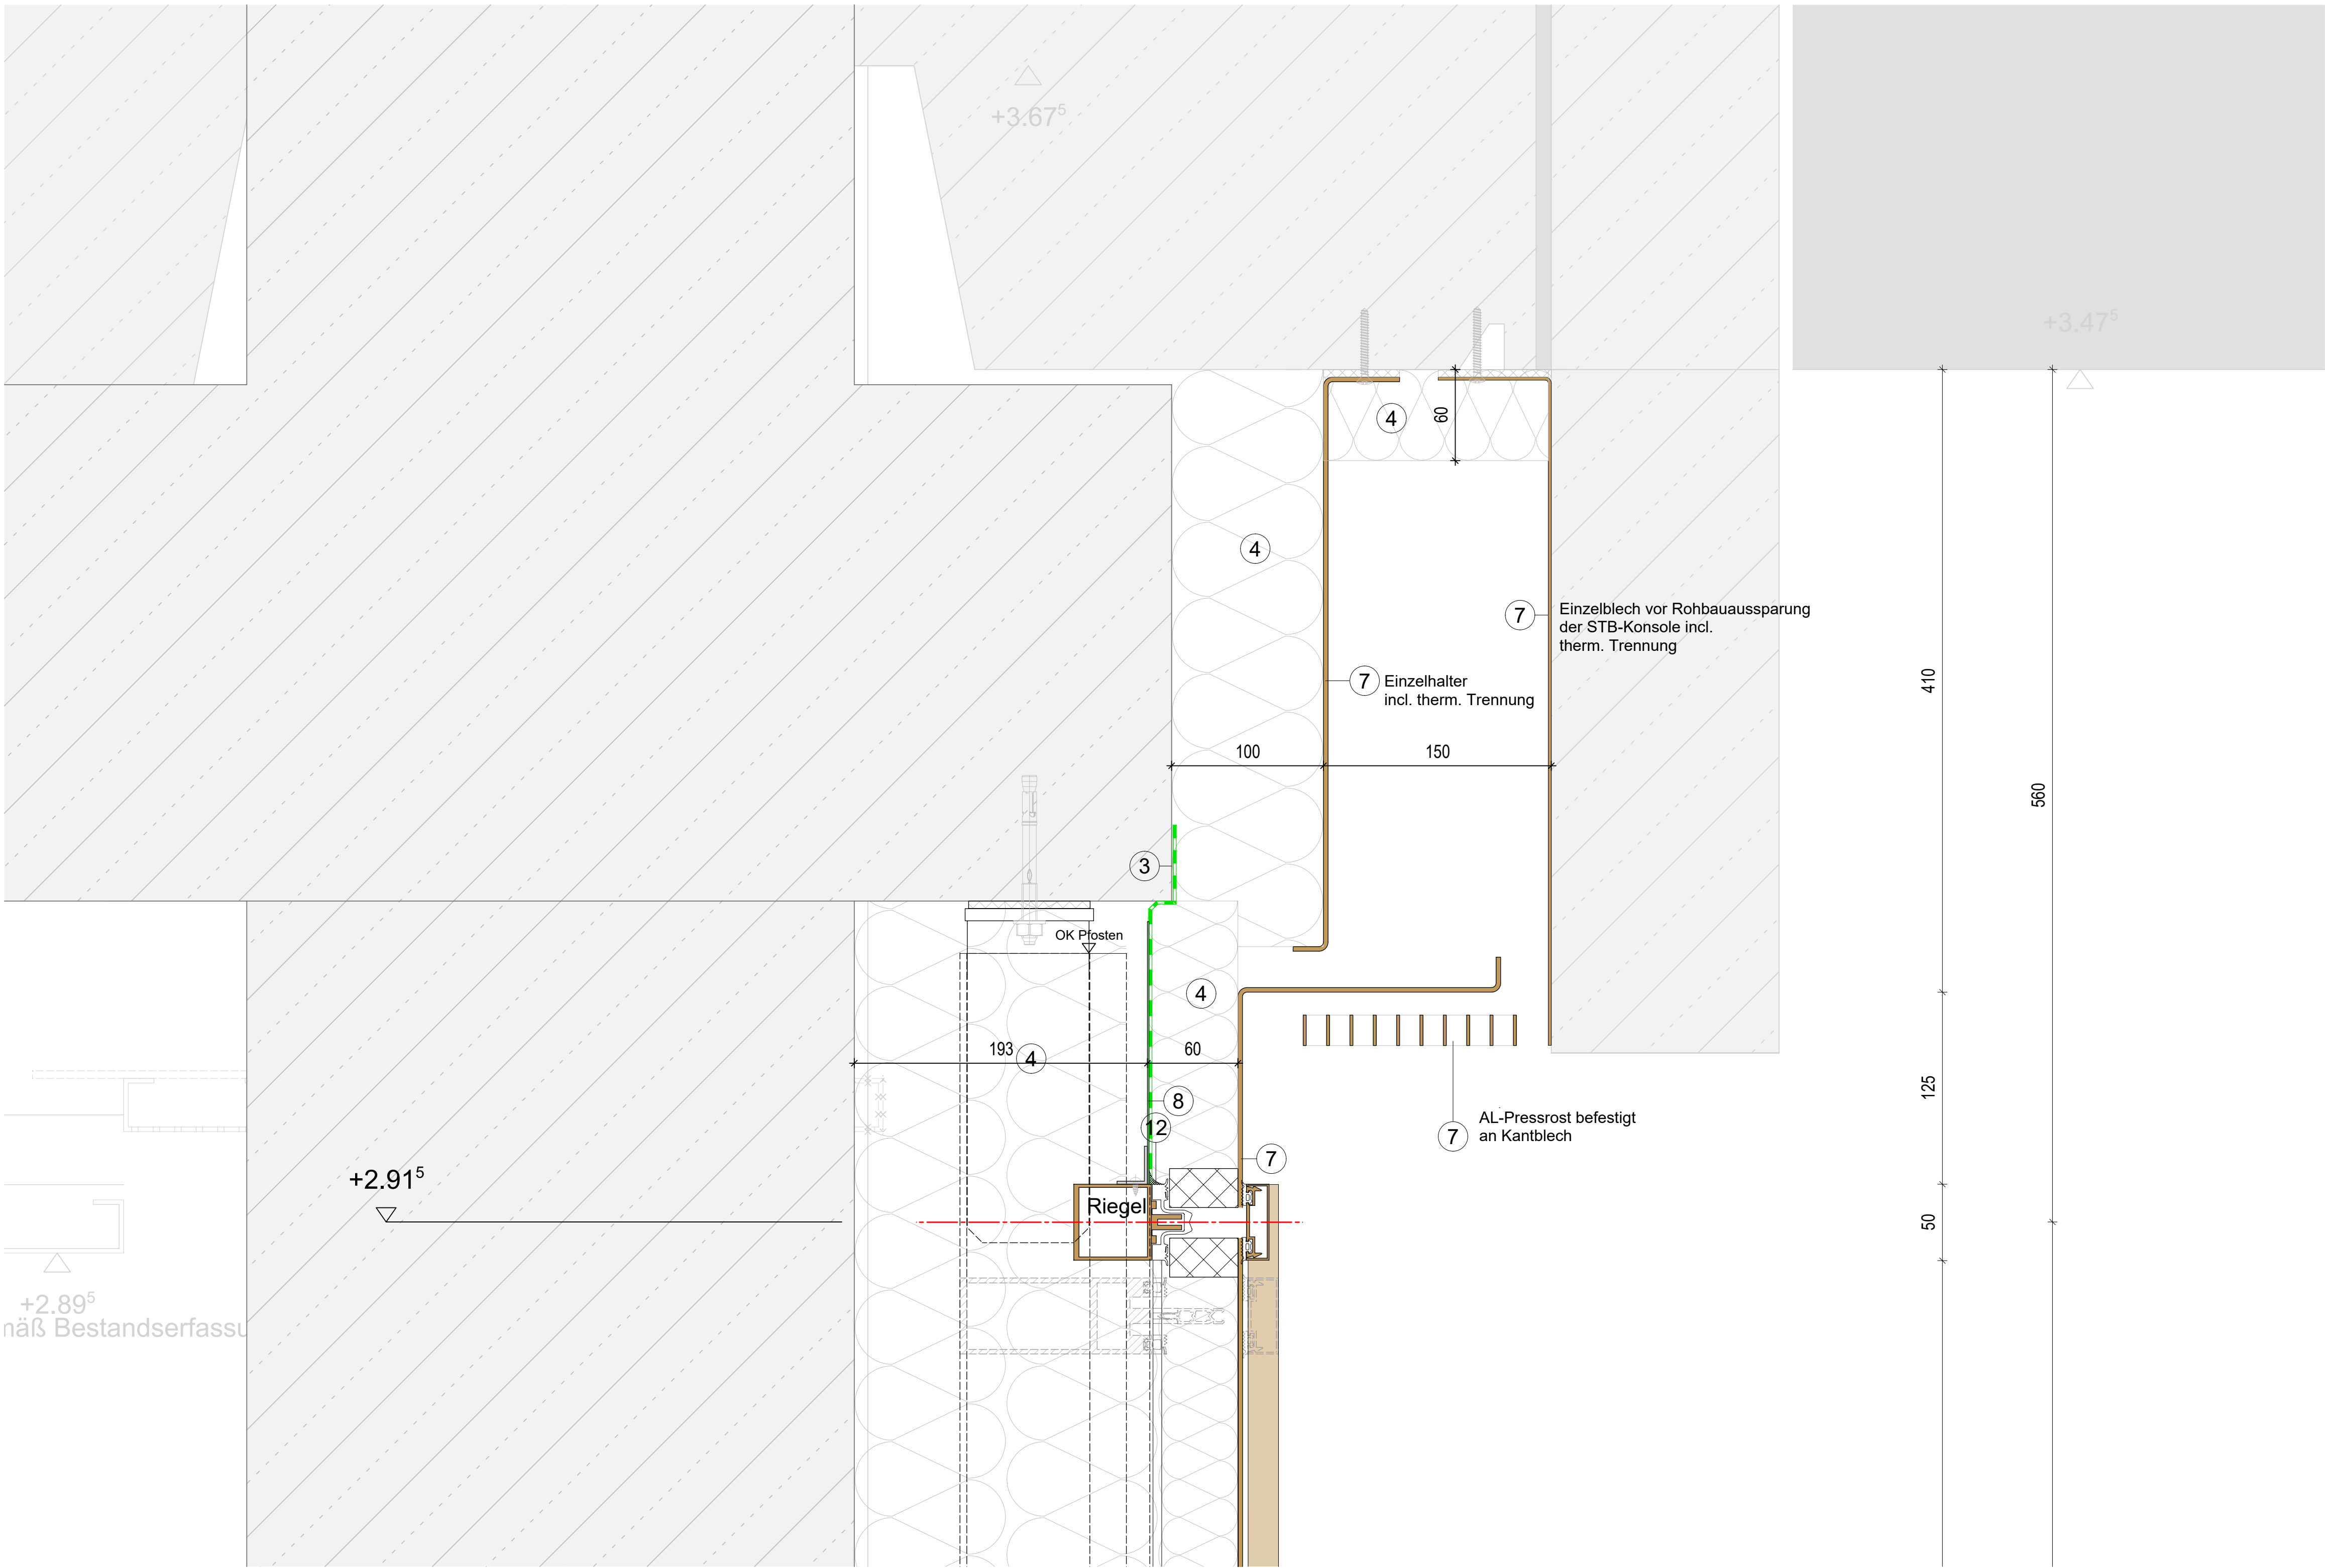 +3.67⁵
+3.47⁵
4
60
4
7
Einzelblech vor Rohbauaussparung
der STB-Konsole incl.
therm. Trennung
7
Einzelhalter
incl. therm. Trennung
410
100
150
560
3
OK Pfosten
4
193
4
60
8
12
7
AL-Pressrost befestigt
an Kantblech
7
125
+2.91⁵
Riegel
50
+2.89⁵
mäß Bestandserfassu